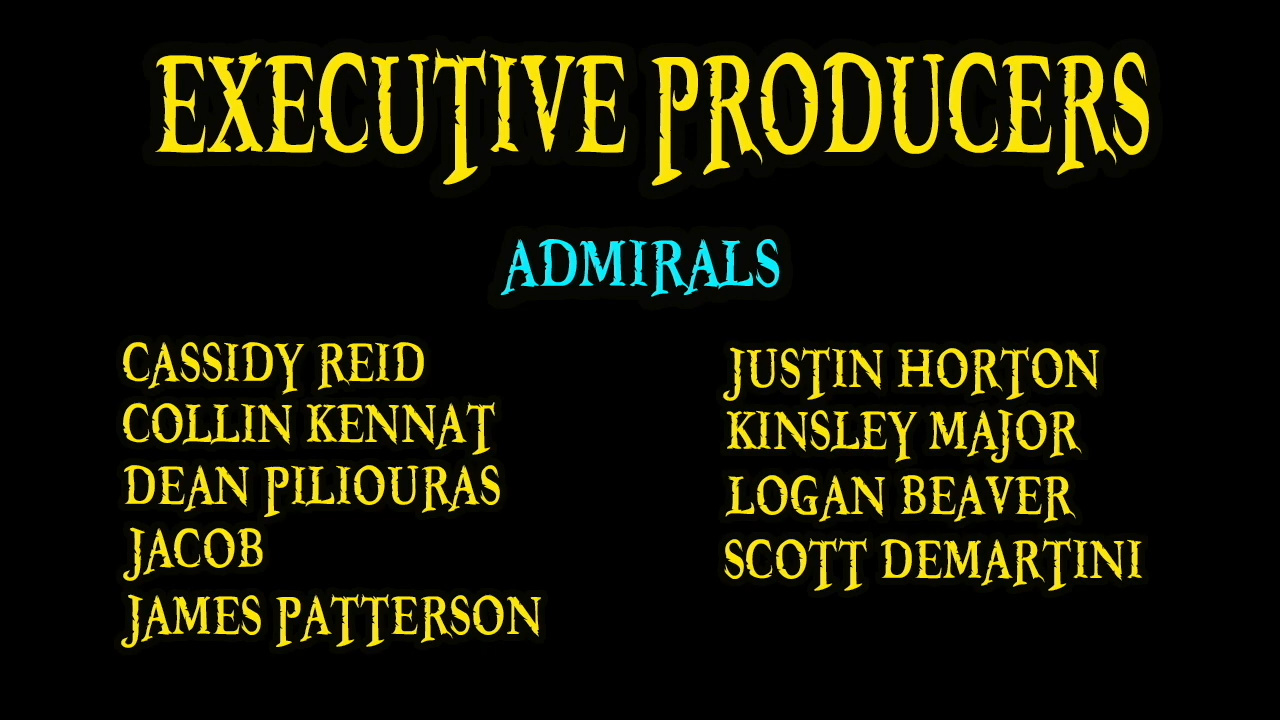 EXECUTIVE PRODUCERS
ADMIRALS
CASSIDY REID
COLLIN KENNAT
DEAN PILIOURAS
JACOB
JAMES PATTERSON
JUSTIN HORTON
KINSLEY MAJOR
LOGAN BEAVER
SCOTT DEMARTINI